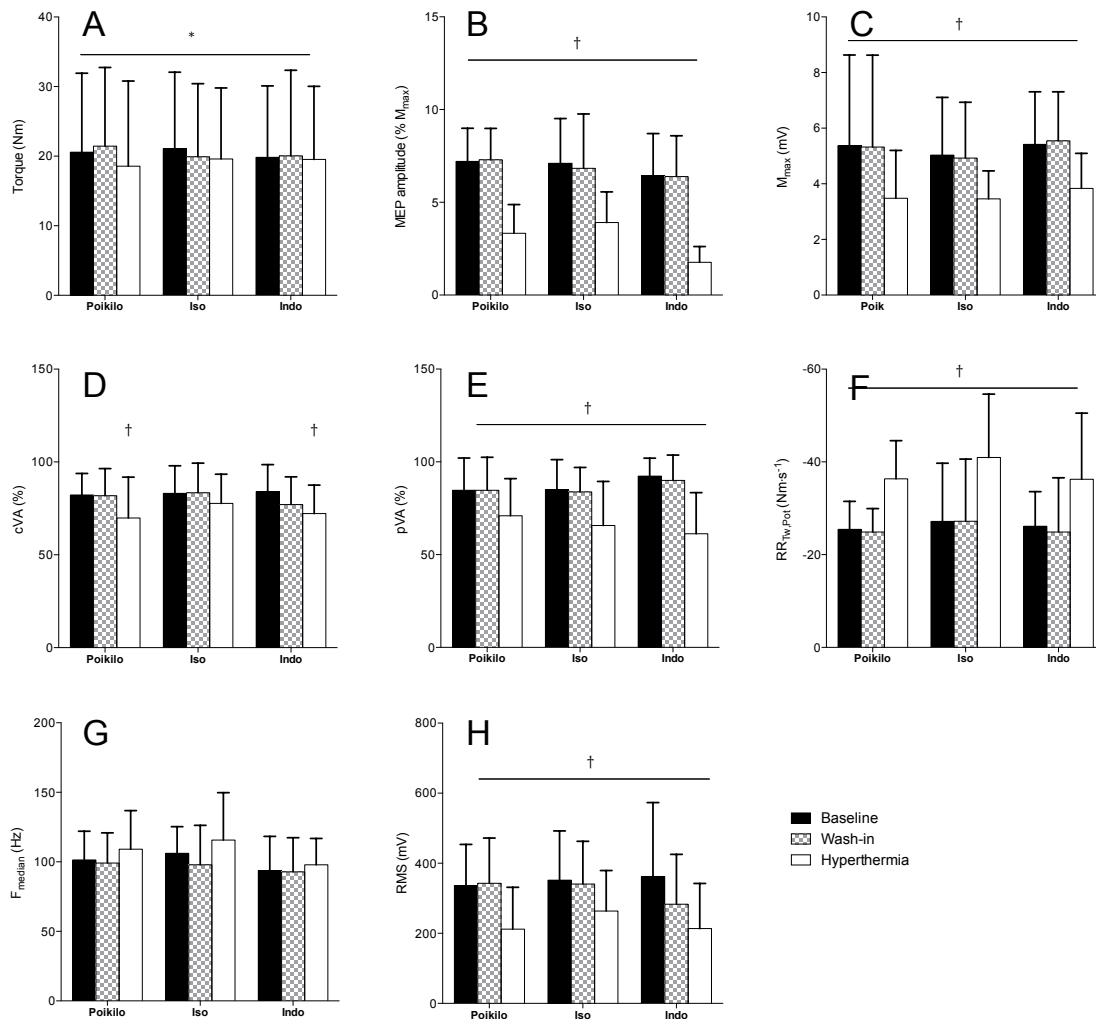 A
*
Torque (Nm)
40
30
20
10
0
Poikilo Iso Indo
B
†
MEP amplitude (% Mmax)
15
10
5
0
Poikilo Iso Indo
C
†
Mmax (mV)
10
8
6
4
2
0
Poik Iso Indo
D
† †
cVA (%)
150
100
50
0
Poikilo Iso Indo
E
†
pVA (%)
150
100
50
0
Poikilo Iso Indo
F
†
RRTw,Pot (Nm·s-1)
-60
-40
-20
0
Poikilo Iso Indo
G
Fmedian (Hz)
200
150
100
50
0
Poikilo Iso Indo
H
†
RMS (mV)
800
600
400
200
0
Poikilo Iso Indo
Baseline
Wash-in
Hyperthermia